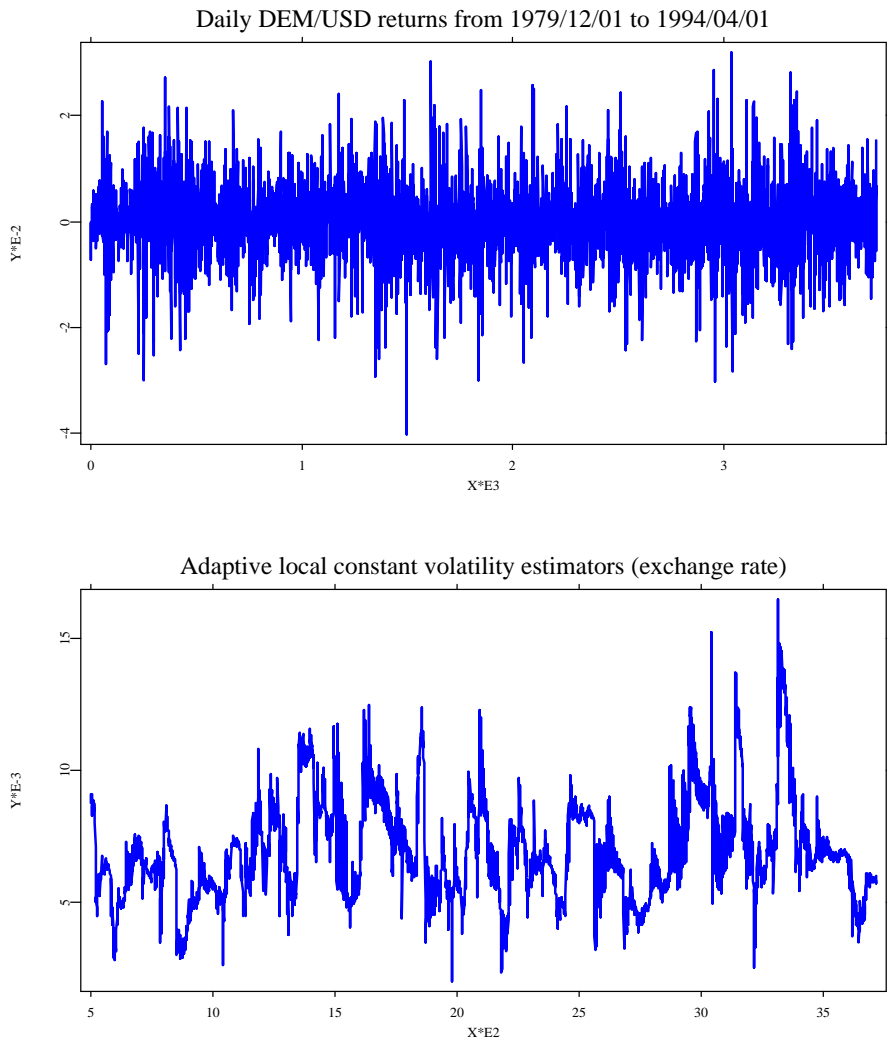 Daily DEM/USD returns from 1979/12/01 to 1994/04/01
2
0
-2
-4
Y*E-2
0 1 2 3
X*E3
Adaptive local constant volatility estimators (exchange rate)
15
10
5
Y*E-3
5 10 15 20 25 30 35
X*E2